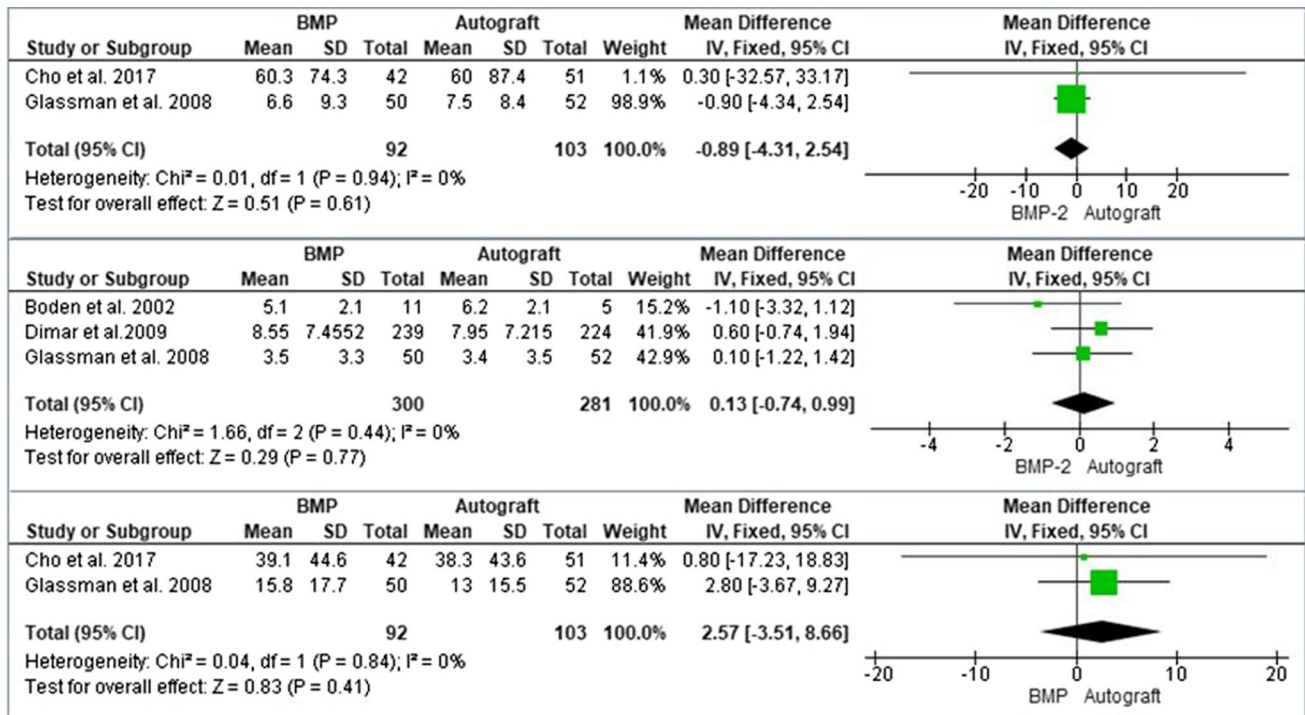 BMP Autograft Mean Difference Mean Difference
Study or Subgroup Mean SD Total Mean SD Total Weight IV, Fixed, 95% CI IV, Fixed, 95% CI
Cho et al. 2017 60.3 74.3 42 60 87.4 51 1.1% 0.30 [-32.57, 33.17]
Glassman et al. 2008 6.6 9.3 50 7.5 8.4 52 98.9% -0.90 [-4.34, 2.54]
Total (95% CI) 92 103 100.0% -0.89 [-4.31, 2.54]
Heterogeneity: Chi² = 0.01, df = 1 (P = 0.94); I² = 0%
Test for overall effect: Z = 0.51 (P = 0.61)
-20 -10 0 10 20
BMP-2 Autograft
BMP Autograft Mean Difference Mean Difference
Study or Subgroup Mean SD Total Mean SD Total Weight IV, Fixed, 95% CI IV, Fixed, 95% CI
Boden et al. 2002 5.1 2.1 11 6.2 2.1 5 15.2% -1.10 [-3.32, 1.12]
Dimar et al.2009 8.55 7.4552 239 7.95 7.215 224 41.9% 0.60 [-0.74, 1.94]
Glassman et al. 2008 3.5 3.3 50 3.4 3.5 52 42.9% 0.10 [-1.22, 1.42]
Total (95% CI) 300 281 100.0% 0.13 [-0.74, 0.99]
Heterogeneity: Chi² = 1.66, df = 2 (P = 0.44); I² = 0%
Test for overall effect: Z = 0.29 (P = 0.77)
-4 -2 0 2 4
BMP-2 Autograft
BMP Autograft Mean Difference Mean Difference
Study or Subgroup Mean SD Total Mean SD Total Weight IV, Fixed, 95% CI IV, Fixed, 95% CI
Cho et al. 2017 39.1 44.6 42 38.3 43.6 51 11.4% 0.80 [-17.23, 18.83]
Glassman et al. 2008 15.8 17.7 50 13 15.5 52 88.6% 2.80 [-3.67, 9.27]
Total (95% CI) 92 103 100.0% 2.57 [-3.51, 8.66]
Heterogeneity: Chi² = 0.04, df = 1 (P = 0.84); I² = 0%
Test for overall effect: Z = 0.83 (P = 0.41)
-20 -10 0 10 20
BMP Autograft